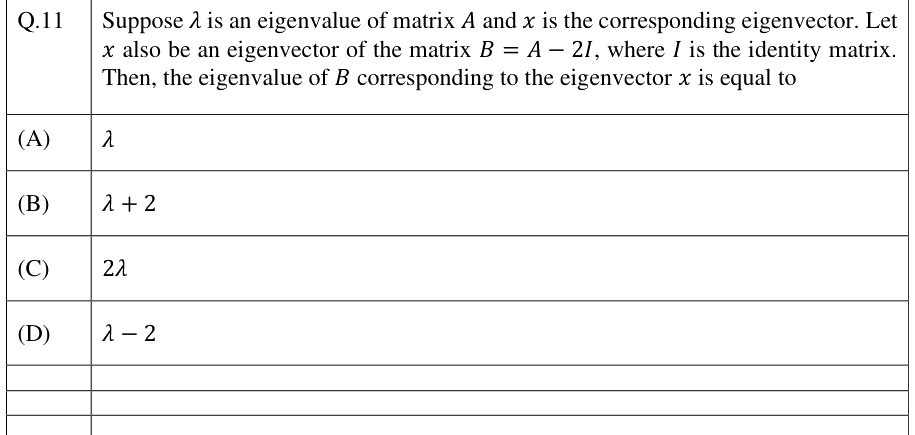 Q.11 Suppose 𝜆 is an eigenvalue of matrix 𝐴 and 𝑥 is the corresponding eigenvector. Let
𝑥 also be an eigenvector of the matrix 𝐵 = 𝐴 − 2𝐼, where 𝐼 is the identity matrix.
Then, the eigenvalue of 𝐵 corresponding to the eigenvector 𝑥 is equal to
(A) 𝜆
(B) 𝜆 + 2
(C) 2𝜆
(D) 𝜆 − 2